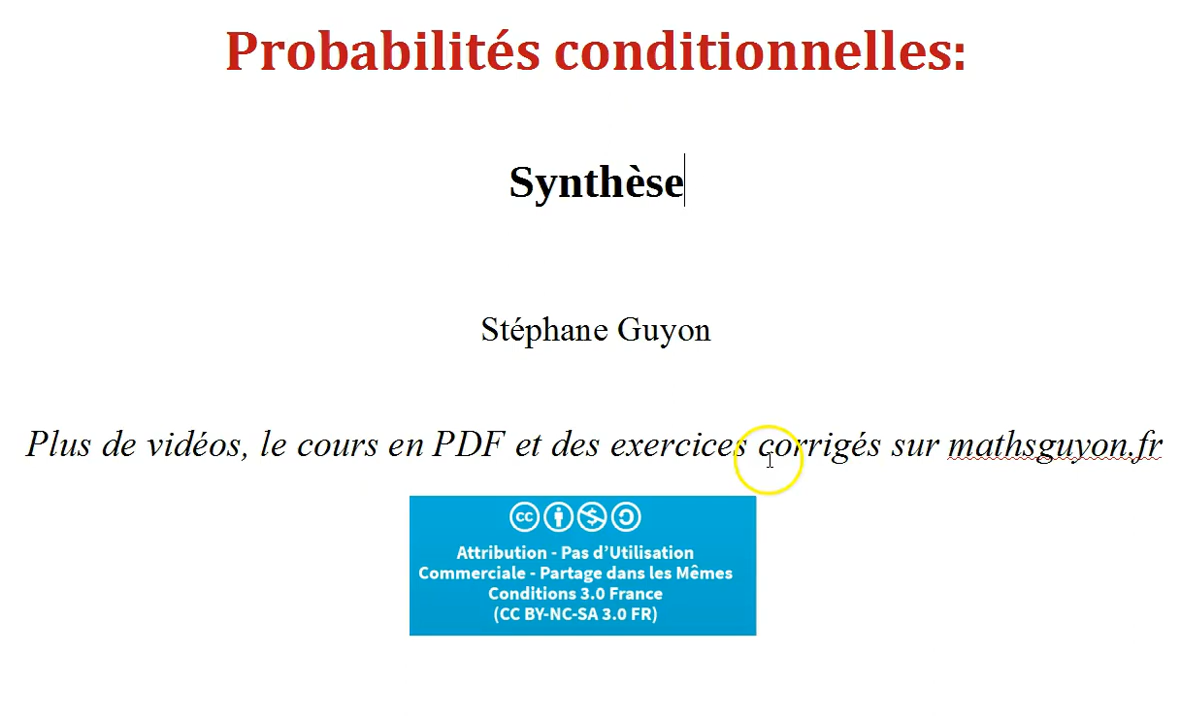 Probabilités conditionnelles:
Synthèse
Stéphane Guyon
Plus de vidéos, le cours en PDF et des exercices corrigés sur mathsguyon.fr
cc
Attribution - Pas d’Utilisation
Commerciale - Partage dans les Mêmes
Conditions 3.0 France
(CC BY-NC-SA 3.0 FR)